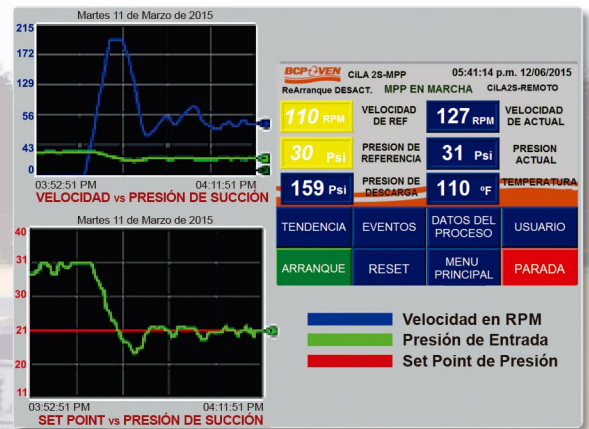 Martes 11 de Marzo de 2015
215
172
129
56
43
0
03:52:51 PM 04:11:51 PM
VELOCIDAD vs PRESIÓN DE SUCCIÓN
Martes 11 de Marzo de 2015
40
31
30
21
20
11
03:52:51 PM 04:11:51 PM
SET POINT vs PRESIÓN DE SUCCIÓN
BCPVEN CiLA 2S-MPP 05:41:14 p.m. 12/06/2015
ReArranque DESACT. MPP EN MARCHA CiLA2S-REMOTO
110 RPM VELOCIDAD DE REF 127 RPM VELOCIDAD DE ACTUAL
30 Psi PRESION DE REFERENCIA 31 Psi PRESION ACTUAL
159 Psi PRESION DE DESCARGA 110 ºF TEMPERATURA
TENDENCIA EVENTOS DATOS DEL PROCESO USUARIO
ARRANQUE RESET MENU PRINCIPAL PARADA
Velocidad en RPM
Presión de Entrada
Set Point de Presión